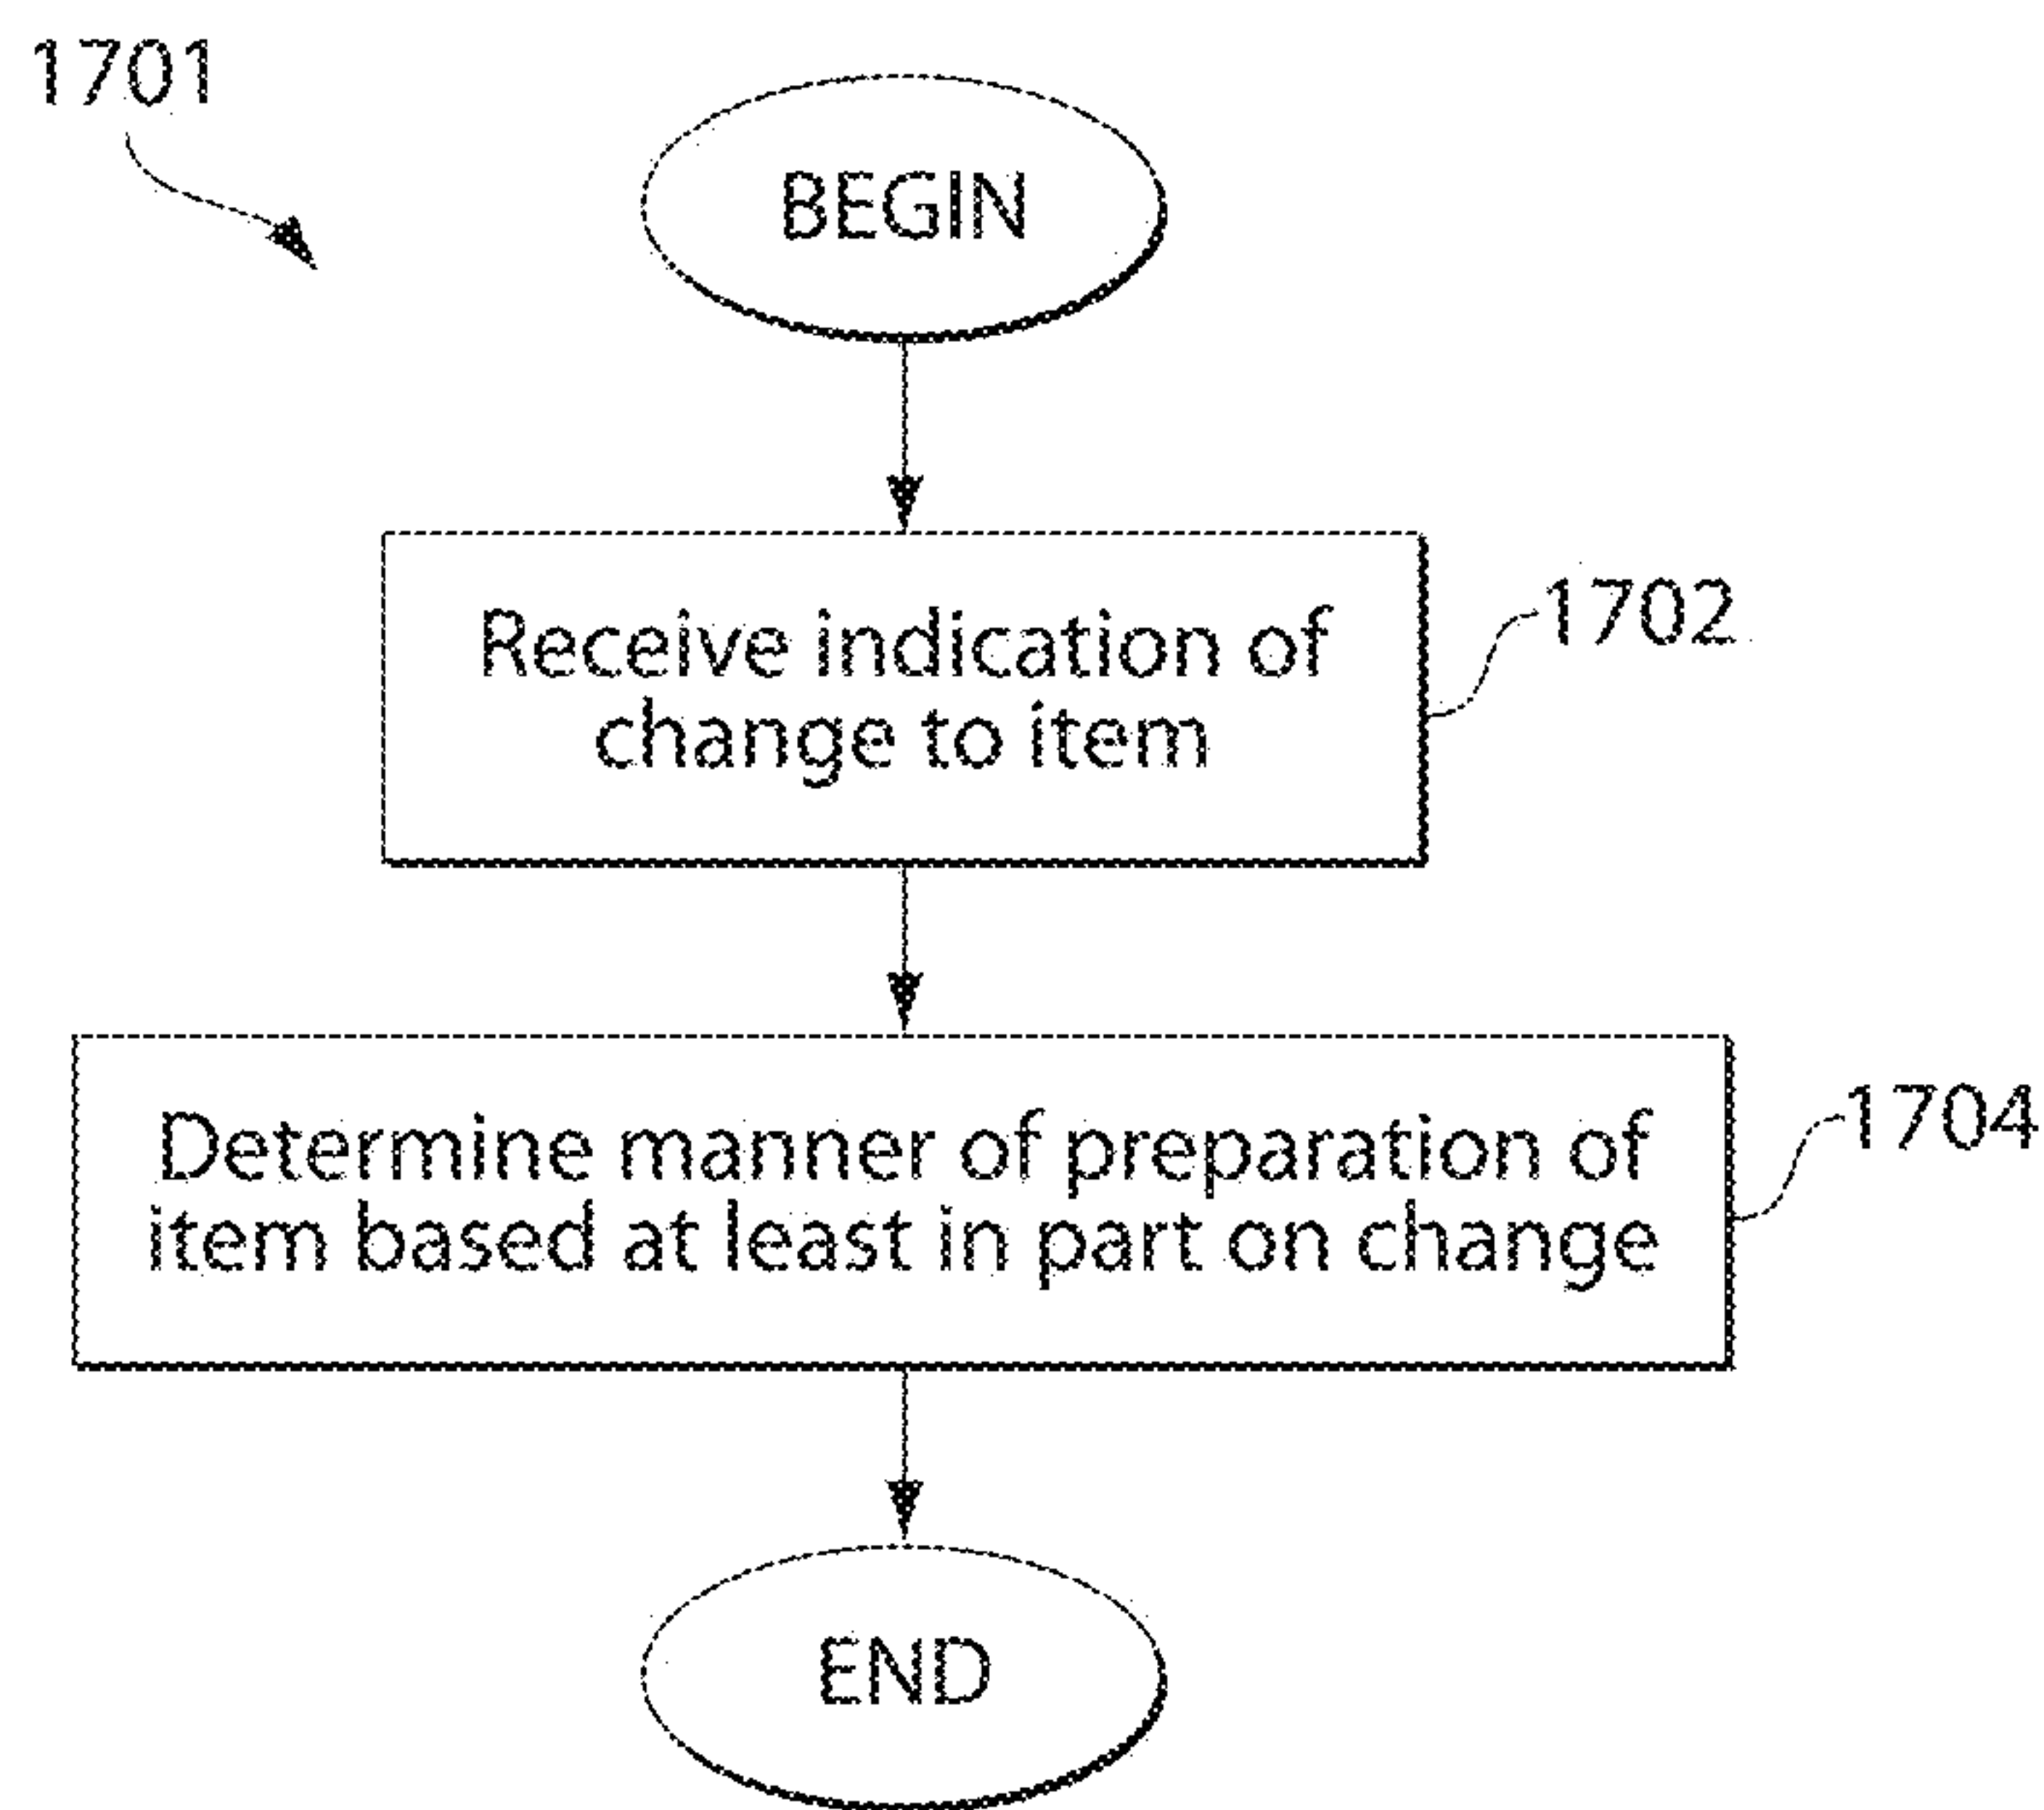 1701
BEGIN
Receive indication of
change to item
1702
Determine manner of preparation of
item based at least in part on change
1704
END